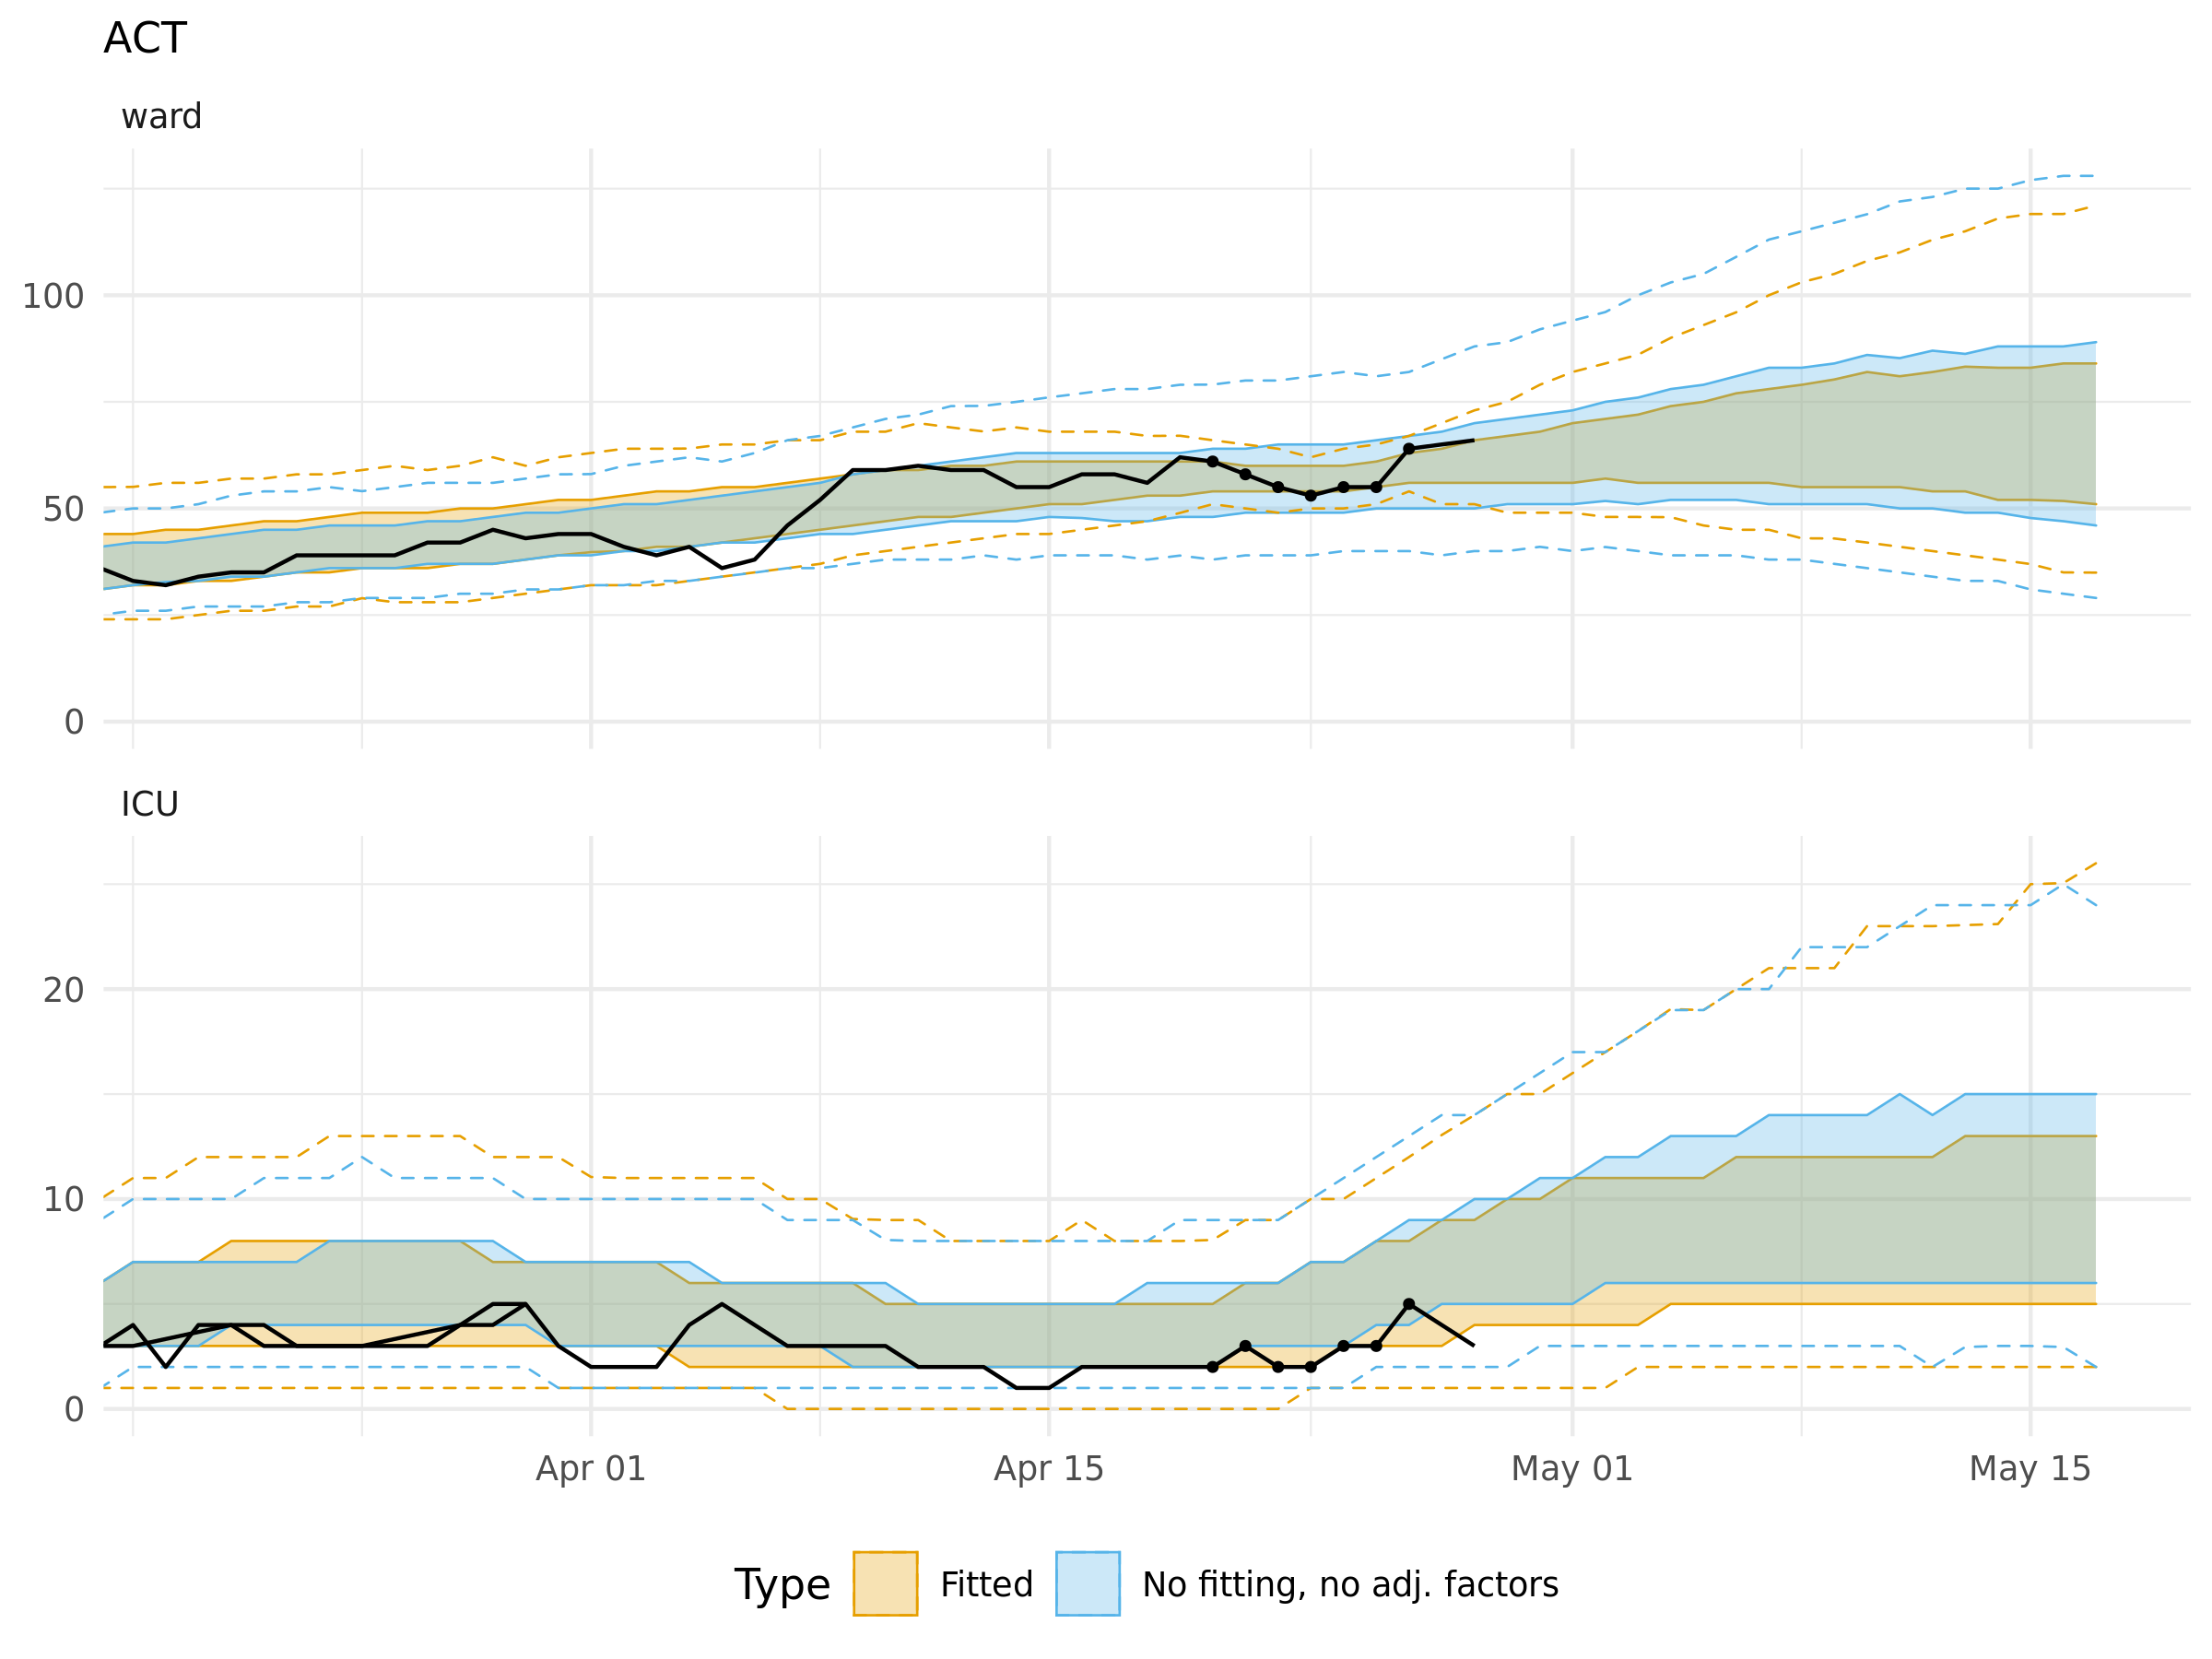 ACT
ward
100
50
0
ICU
20
10
0
Apr 01 Apr 15 May 01 May 15
Type Fitted No fitting, no adj. factors